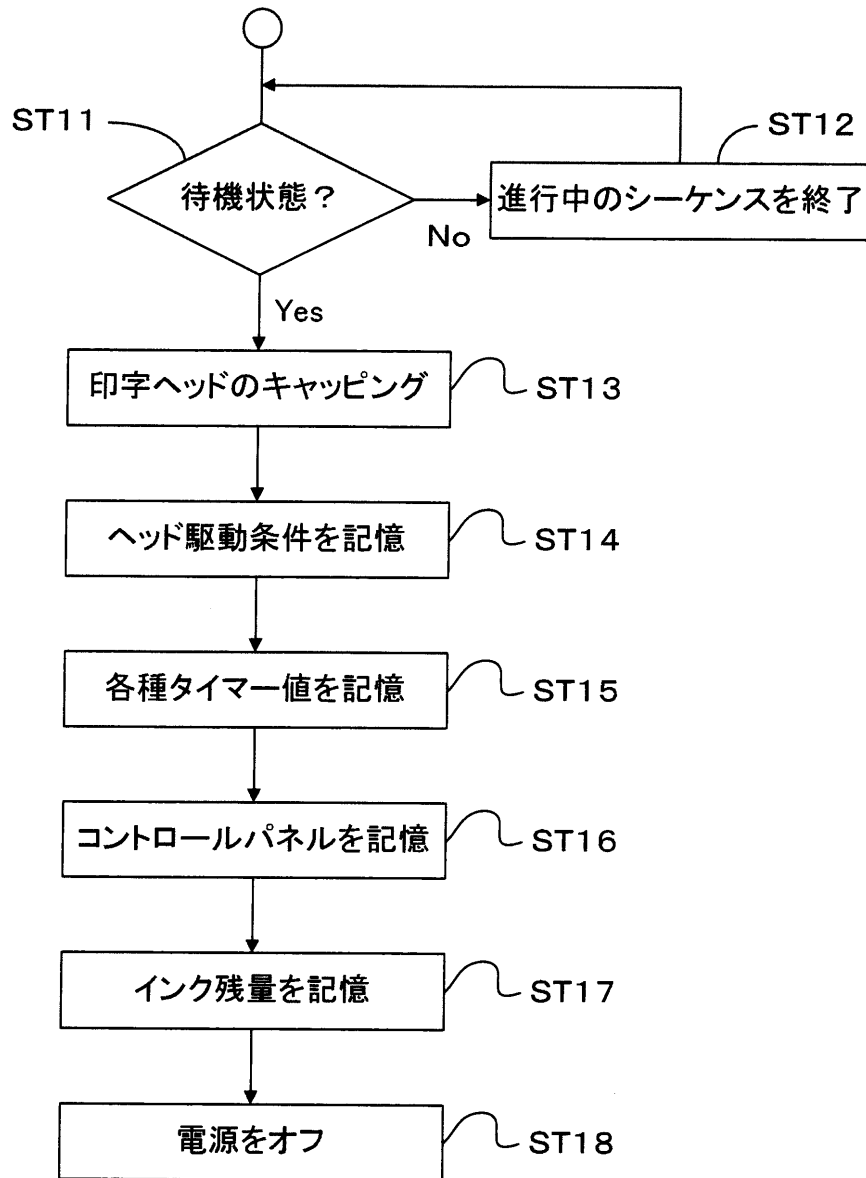 ST11
待機状態？
ST12
進行中のシーケンスを終了
No
Yes
印字ヘッドのキャッピング
ST13
ヘッド駆動条件を記憶
ST14
各種タイマー値を記憶
ST15
コントロールパネルを記憶
ST16
インク残量を記憶
ST17
電源をオフ
ST18